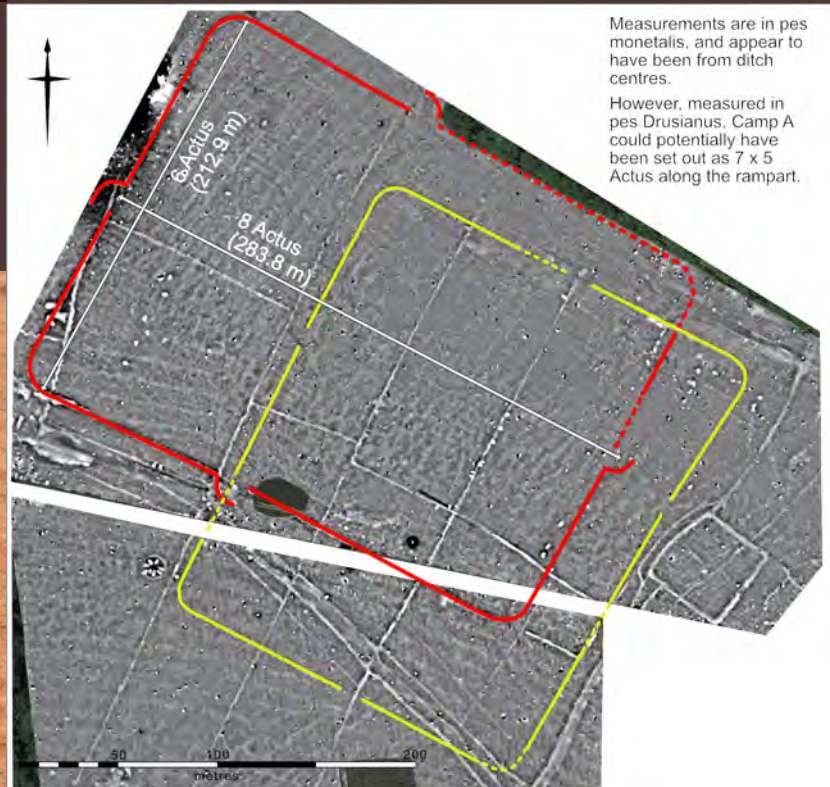 Measurements are in pes
monetalis, and appear to
have been from ditch
centres.
However, measured in
pes Drusianus, Camp A
could potentially have
been set out as 7 x 5
Actus along the rampart.
6 Actus
(212.9 m)
8 Actus
(283.8 m)
50 100 200
metres